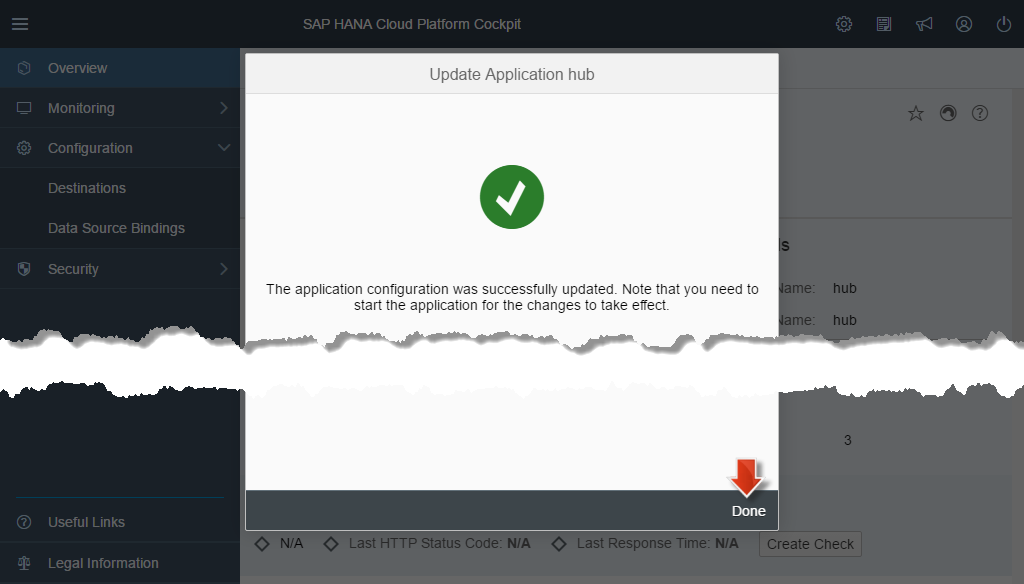 SAP HANA Cloud Platform Cockpit
Overview
Monitoring
Configuration
Destinations
Data Source Bindings
Security
Useful Links
Legal Information
Update Application hub
The application configuration was successfully updated. Note that you need to
start the application for the changes to take effect.
Done
Name: hub
Name: hub
3
N/A Last HTTP Status Code: N/A Last Response Time: N/A Create Check